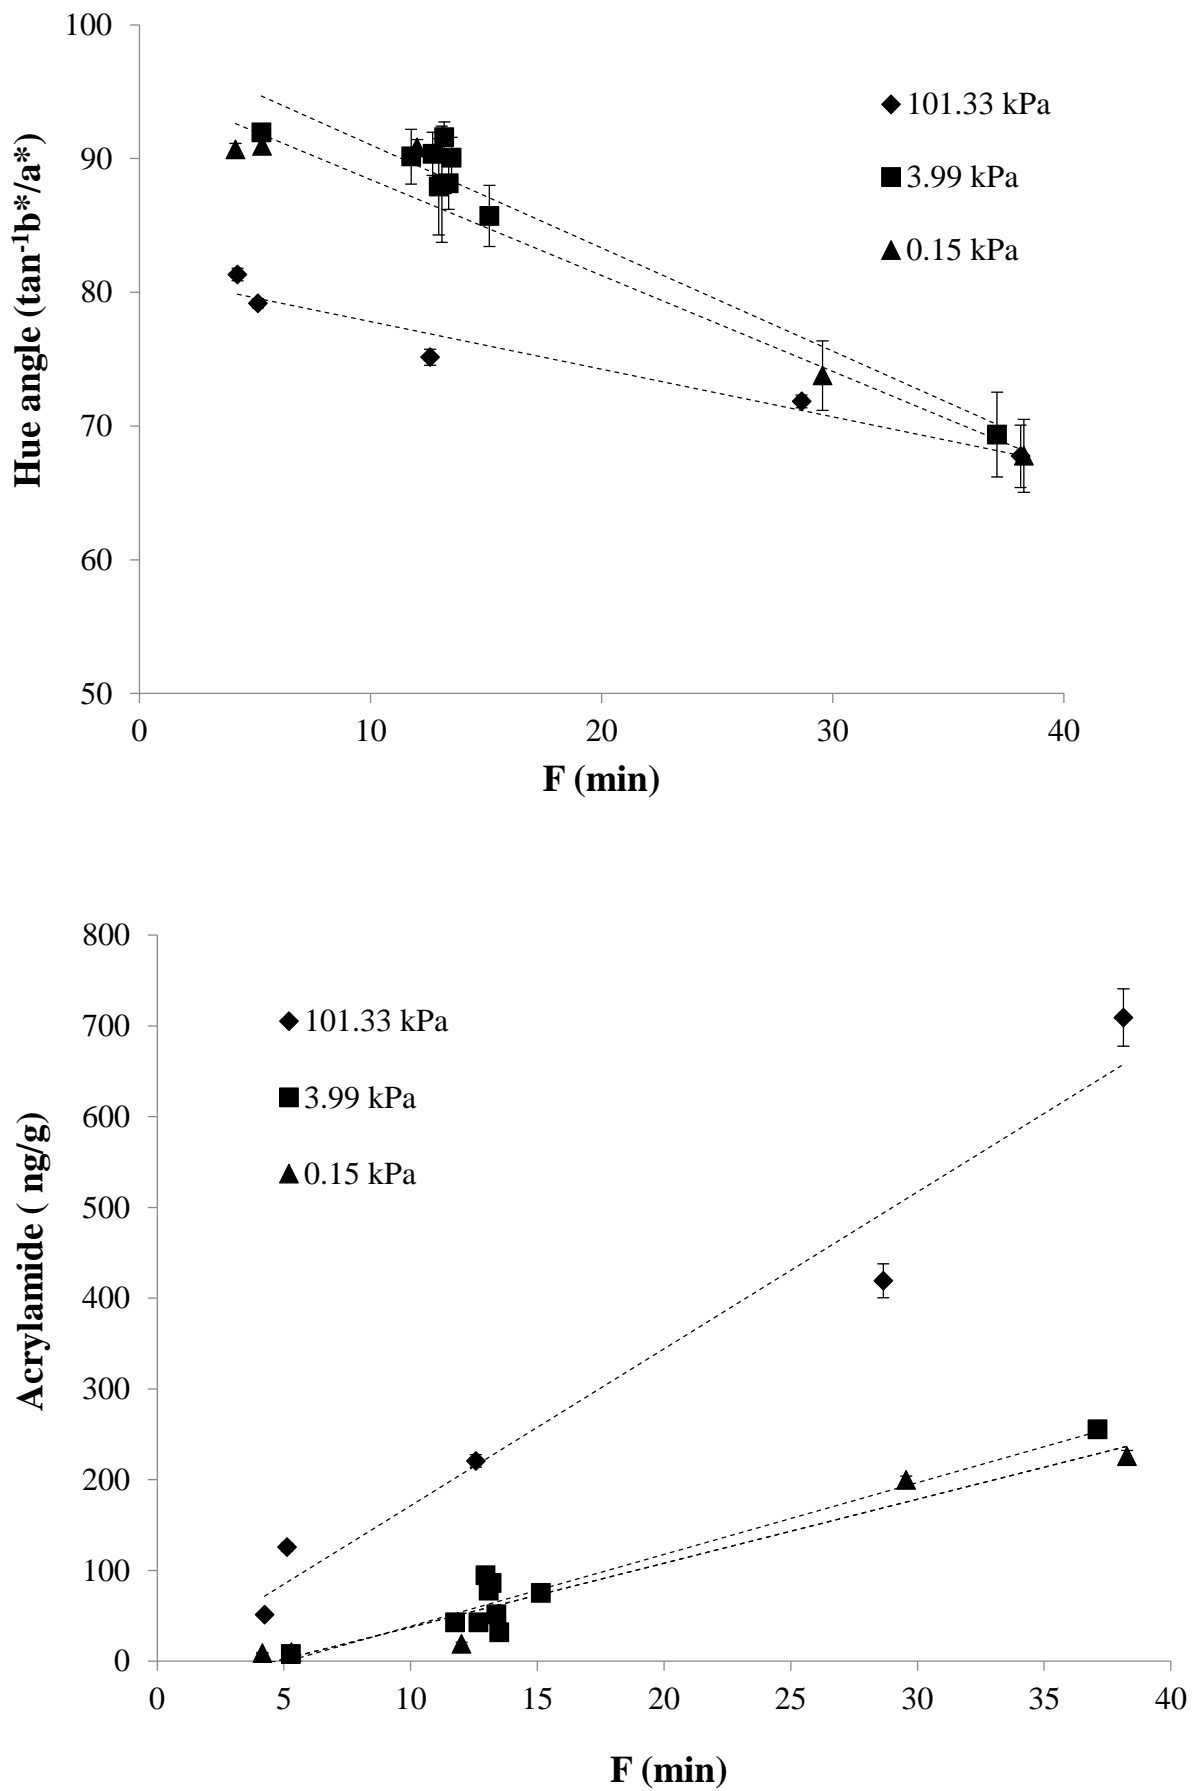 100
90
80
70
60
50
Hue angle (tan-1b*/a*)
101.33 kPa
3.99 kPa
0.15 kPa
0 10 20 30 40
F (min)
800
700
600
500
400
300
200
100
0
Acrylamide ( ng/g)
101.33 kPa
3.99 kPa
0.15 kPa
0 5 10 15 20 25 30 35 40
F (min)